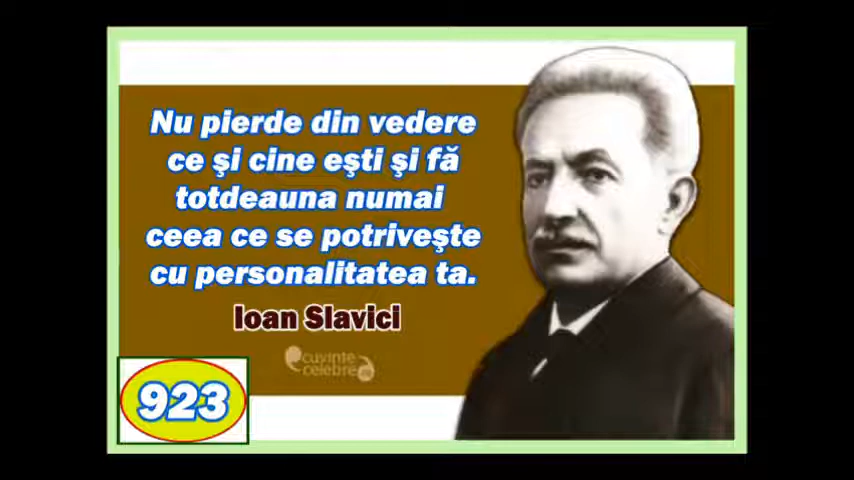 Nu pierde din vedere
ce şi cine eşti şi fă
totdeauna numai
ceea ce se potriveşte
cu personalitatea ta.
Ioan Slavici
cuvinte
celebre
923